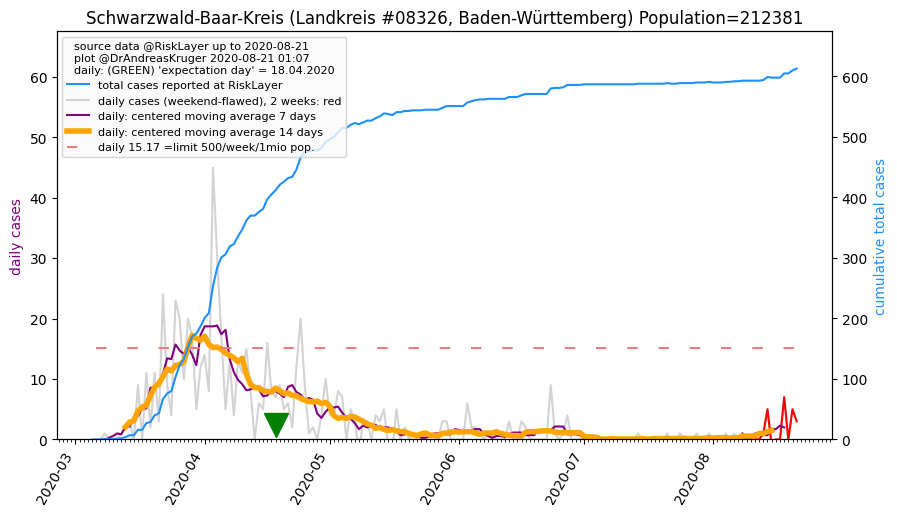 Schwarzwald-Baar-Kreis (Landkreis #08326, Baden-Württemberg) Population=212381
source data @RiskLayer up to 2020-08-21
plot @DrAndreasKruger 2020-08-21 01:07
daily: (GREEN) 'expectation day' = 18.04.2020
total cases reported at RiskLayer
daily cases (weekend-flawed), 2 weeks: red
daily: centered moving average 7 days
daily: centered moving average 14 days
daily 15.17 =limit 500/week/1mio pop.
daily cases
60
50
40
30
20
10
0
600
500
400
300
200
100
0
cumulative total cases
2020-03
2020-04
2020-05
2020-06
2020-07
2020-08